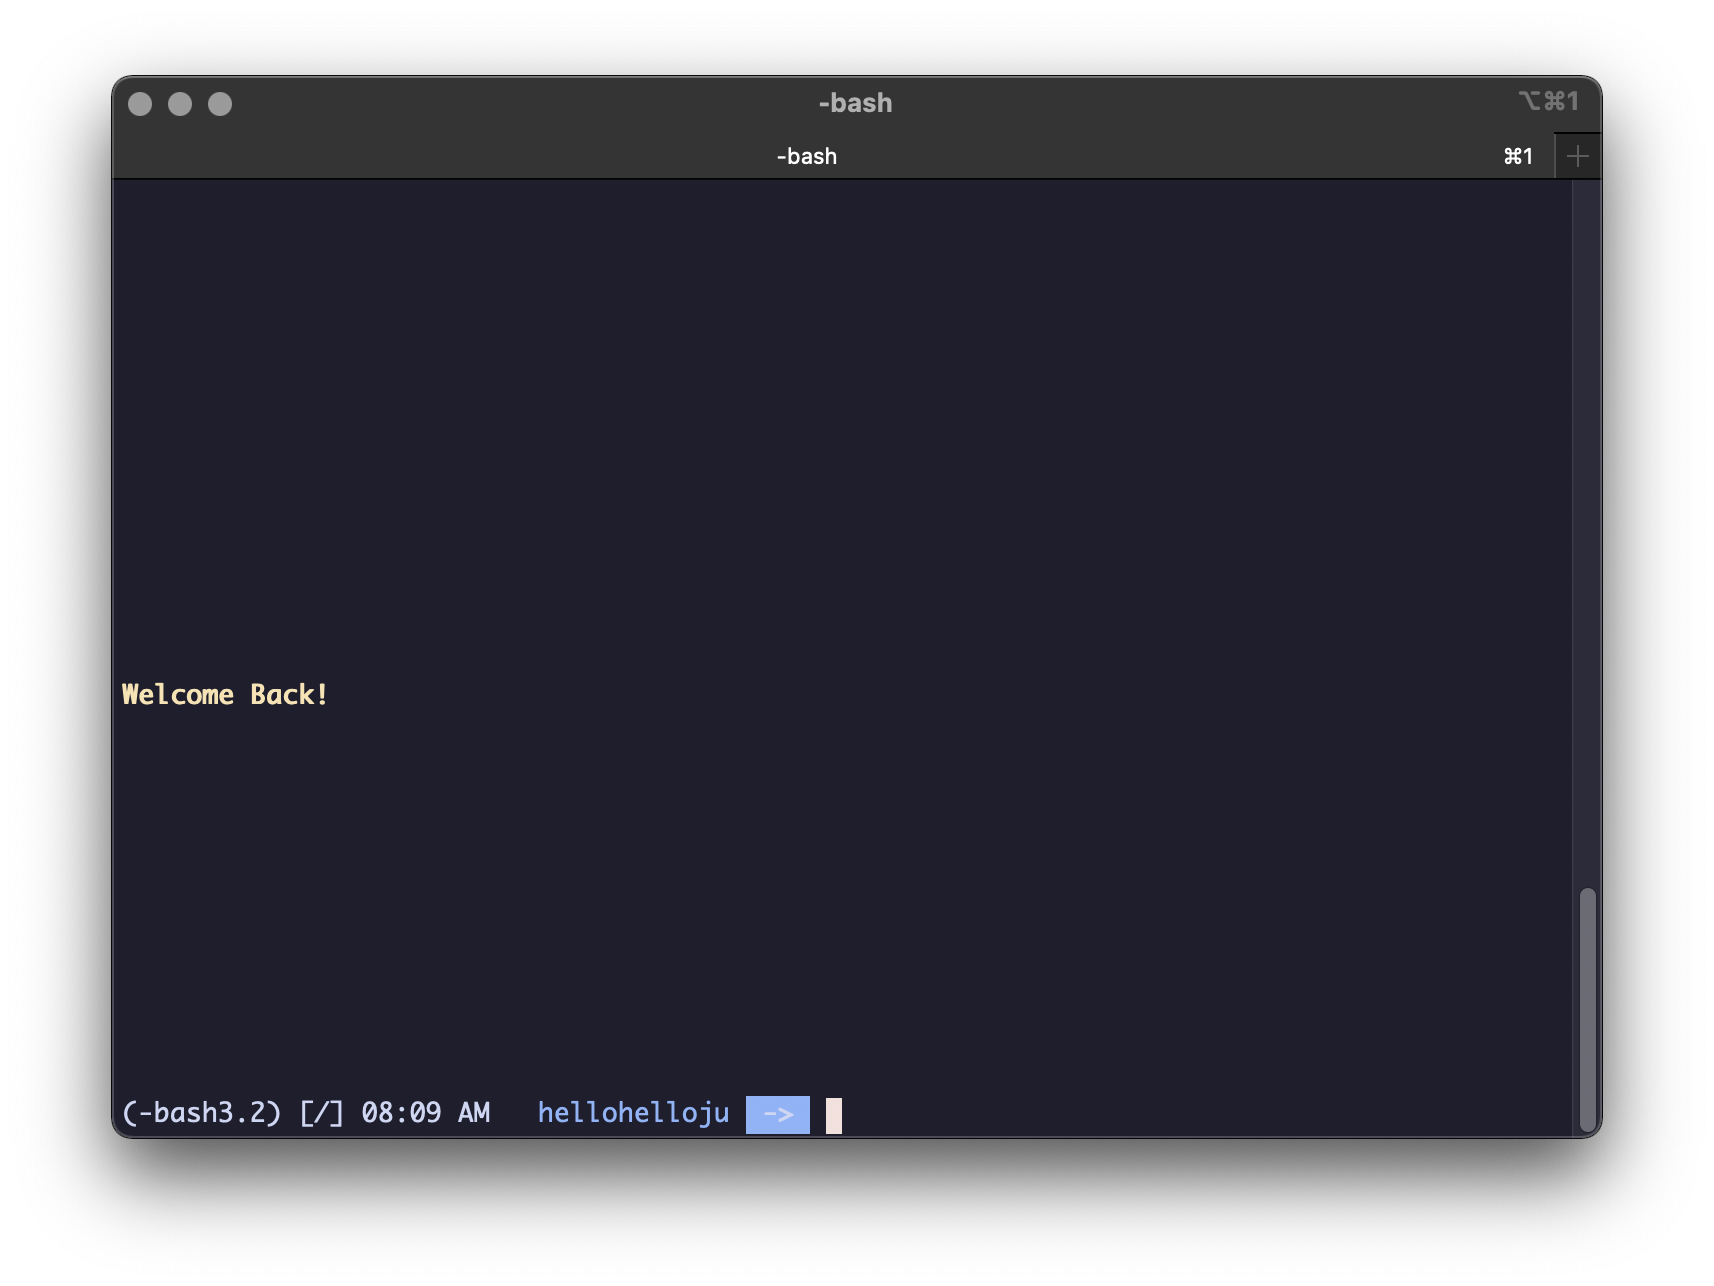 -bash ⌥⌘1
-bash ⌘1
Welcome Back!
(-bash3.2) [/] 08:09 AM   hellohelloju  ->